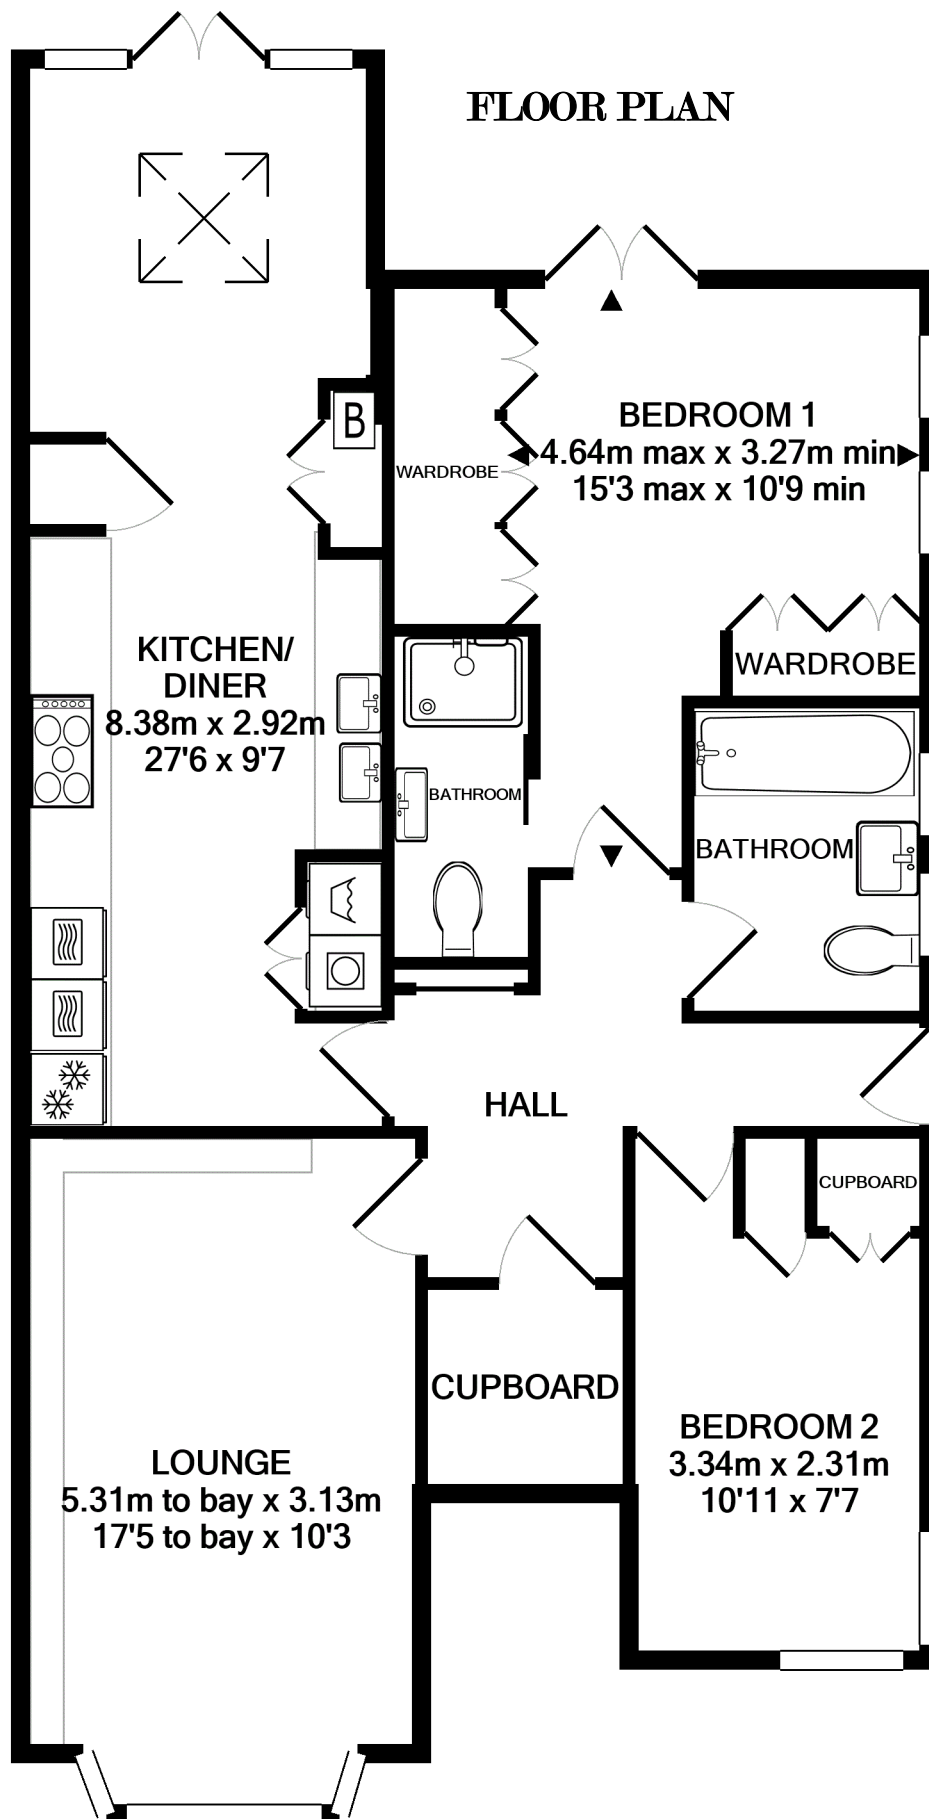 FLOOR PLAN
B
BEDROOM 1
4.64m max x 3.27m min
15'3 max x 10'9 min
WARDROBE
WARDROBE
KITCHEN/
DINER
8.38m x 2.92m
27'6 x 9'7
BATHROOM
BATHROOM
HALL
CUPBOARD
CUPBOARD
BEDROOM 2
3.34m x 2.31m
10'11 x 7'7
LOUNGE
5.31m to bay x 3.13m
17'5 to bay x 10'3